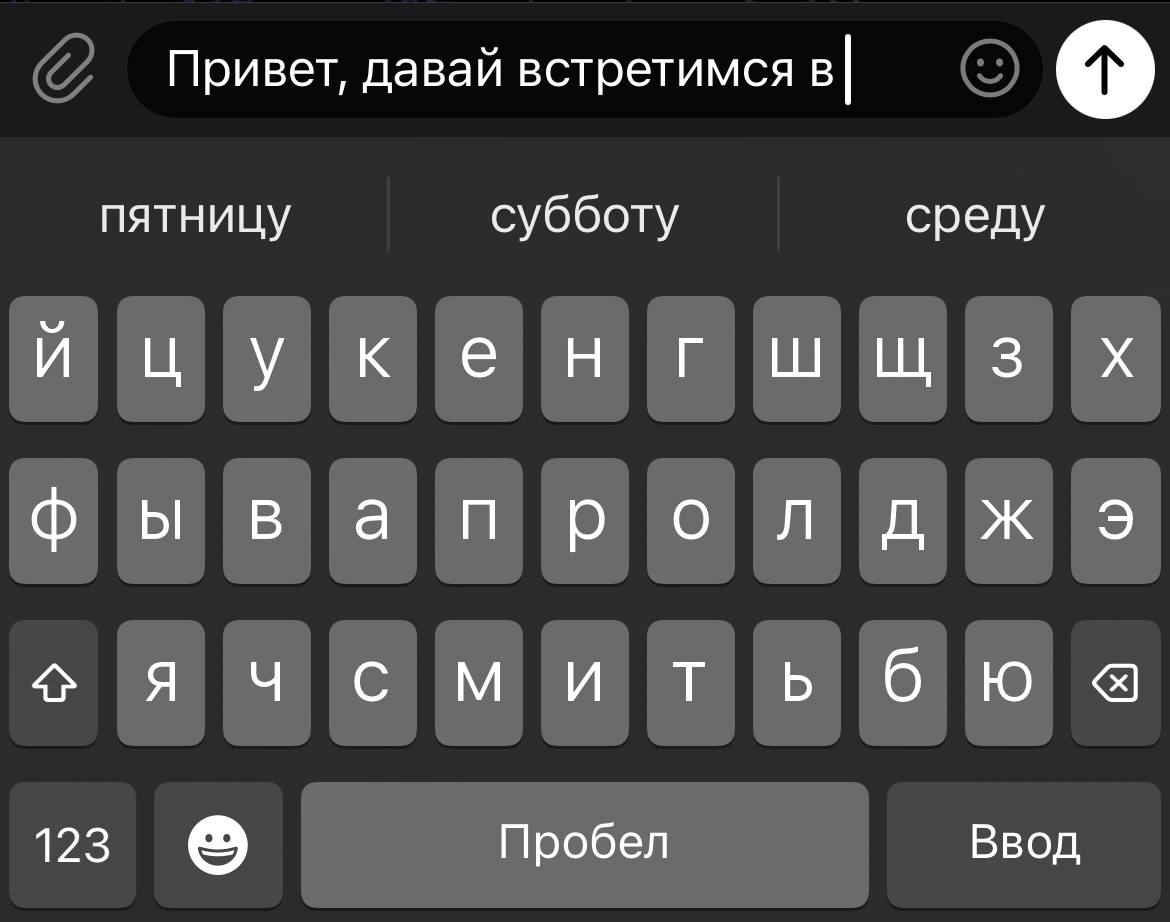 Привет, давай встретимся в
пятницу субботу среду
й ц у к е н г ш щ з х
ф ы в а п р о л д ж э
я ч с м и т ь б ю
123 Пробел Ввод